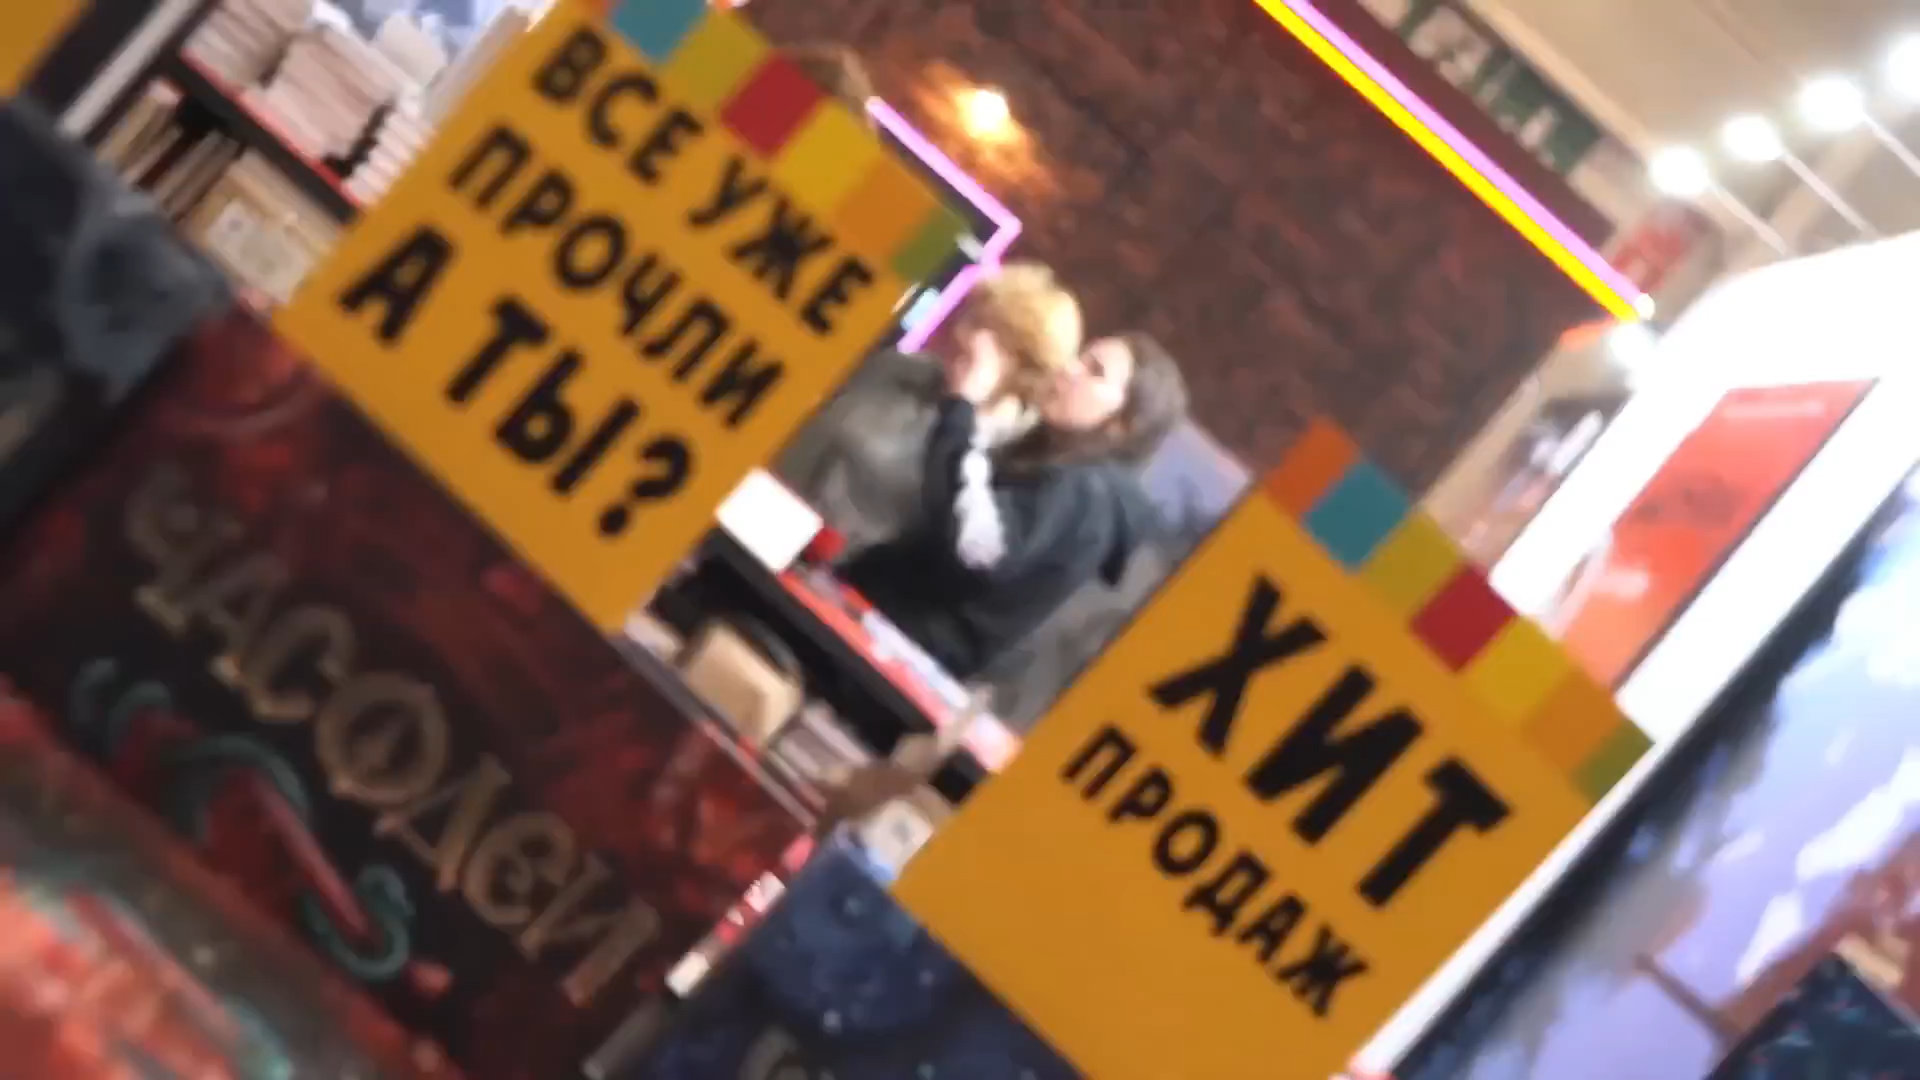 ВСЕ УЖЕ
ПРОЧЛИ
А ТЫ?
ЧАСОДЕИ
ХИТ
ПРОДАЖ